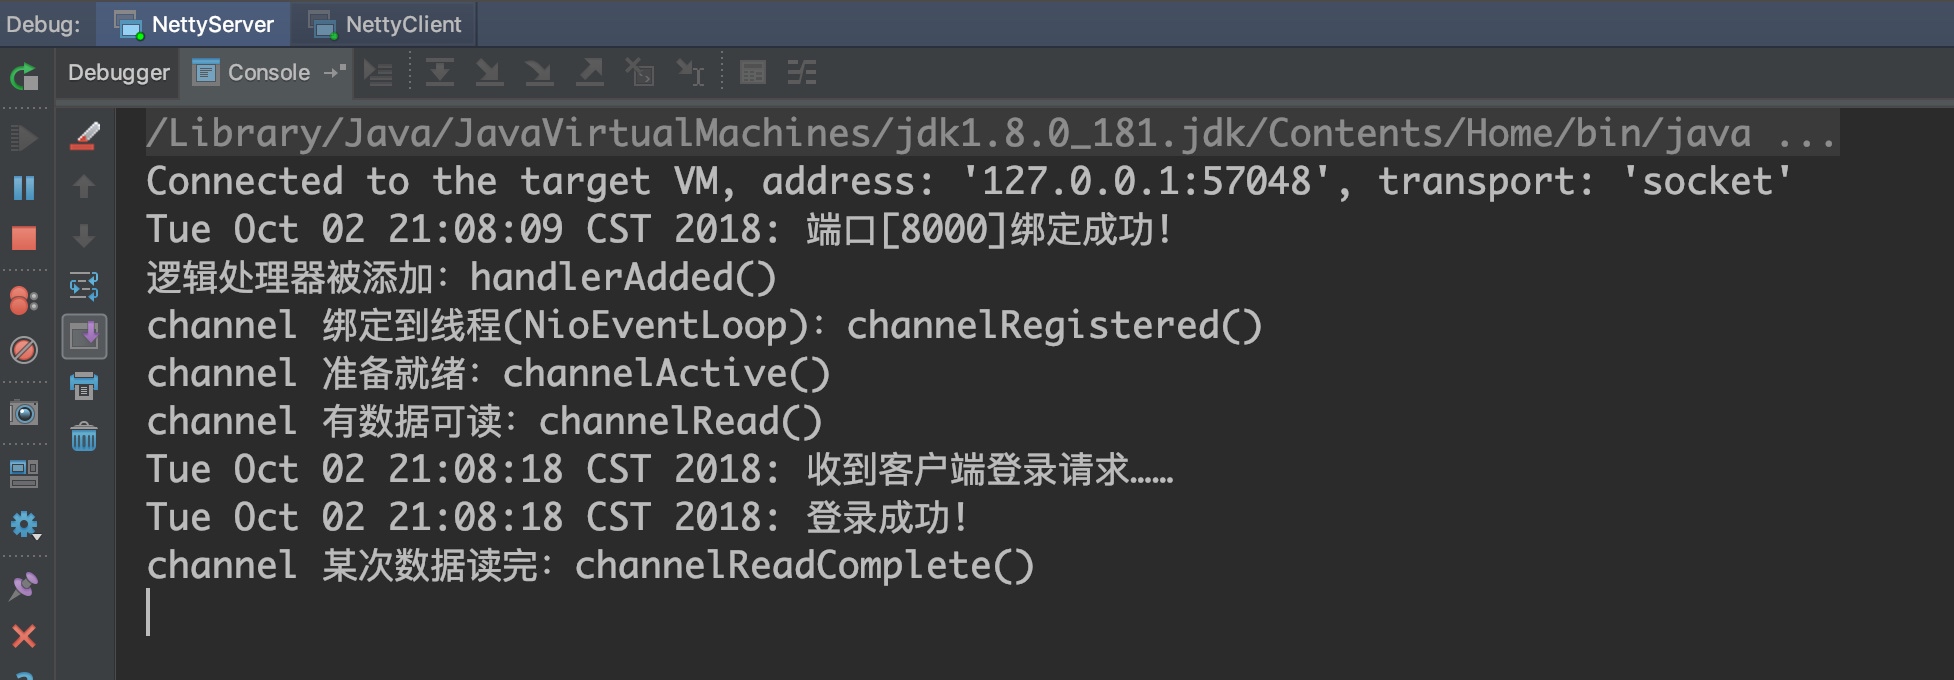 Debug: NettyServer NettyClient
Debugger Console
/Library/Java/JavaVirtualMachines/jdk1.8.0_181.jdk/Contents/Home/bin/java ...
Connected to the target VM, address: '127.0.0.1:57048', transport: 'socket'
Tue Oct 02 21:08:09 CST 2018: 端口[8000]绑定成功!
逻辑处理器被添加：handlerAdded()
channel 绑定到线程(NioEventLoop)：channelRegistered()
channel 准备就绪：channelActive()
channel 有数据可读：channelRead()
Tue Oct 02 21:08:18 CST 2018: 收到客户端登录请求……
Tue Oct 02 21:08:18 CST 2018: 登录成功!
channel 某次数据读完：channelReadComplete()